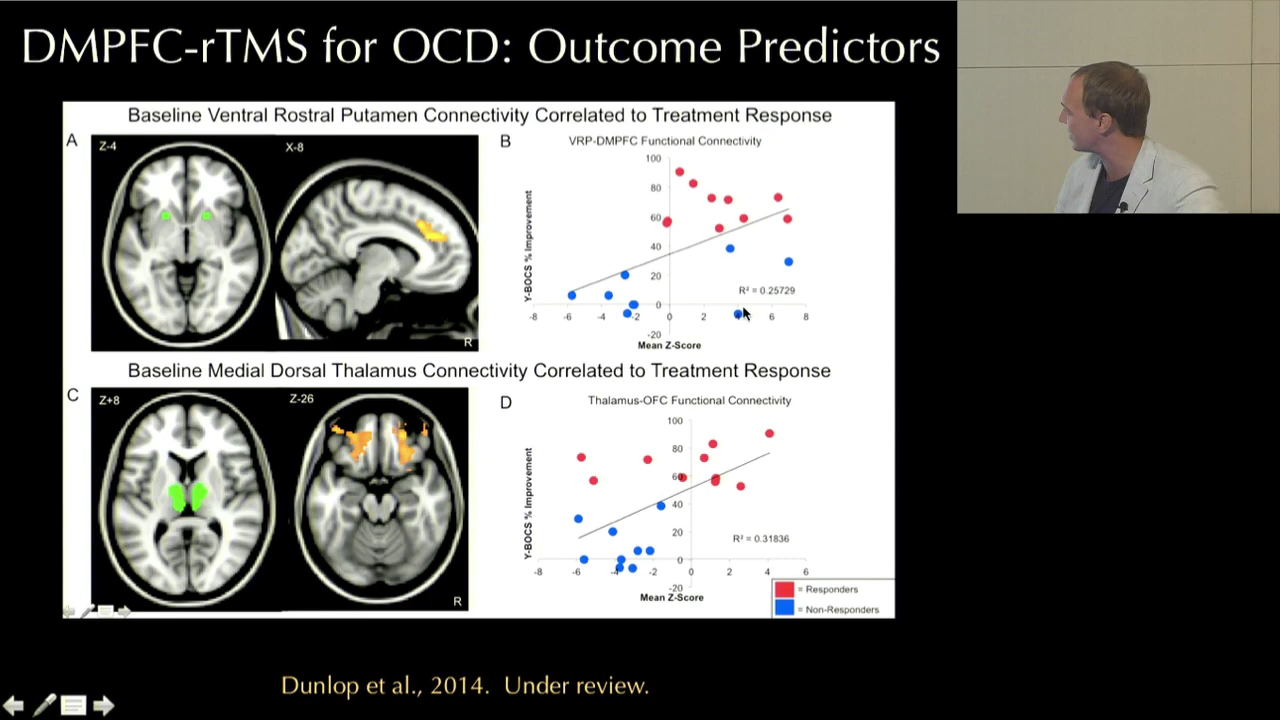 DMPFC-rTMS for OCD: Outcome Predictors
Baseline Ventral Rostral Putamen Connectivity Correlated to Treatment Response
A
Z-4
X-8
R
B
VRP-DMPFC Functional Connectivity
Y-BOCS % Improvement
100
80
60
40
20
0
-20
-8
-6
-4
-2
0
2
4
6
8
R² = 0.25729
Mean Z-Score
Baseline Medial Dorsal Thalamus Connectivity Correlated to Treatment Response
C
Z+8
Z-26
R
D
Thalamus-OFC Functional Connectivity
Y-BOCS % Improvement
100
80
60
40
20
0
-20
-8
-6
-4
-2
0
2
4
6
R² = 0.31836
Mean Z-Score
= Responders
= Non-Responders
Dunlop et al., 2014. Under review.